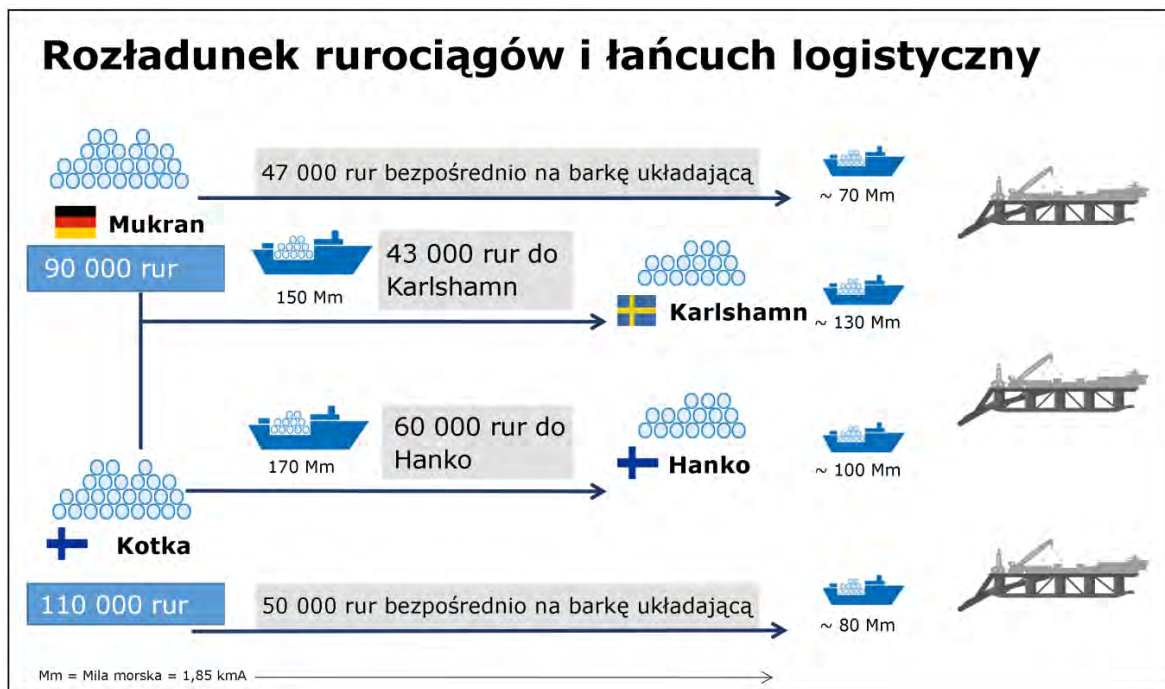 Rozładunek rurociągów i łańcuch logistyczny
47 000 rur bezpośrednio na barkę układającą
~ 70 Mm
Mukran
90 000 rur
150 Mm
43 000 rur do
Karlshamn
Karlshamn
~ 130 Mm
170 Mm
60 000 rur do
Hanko
Hanko
~ 100 Mm
Kotka
110 000 rur
50 000 rur bezpośrednio na barkę układającą
~ 80 Mm
Mm = Mila morska = 1,85 kmA